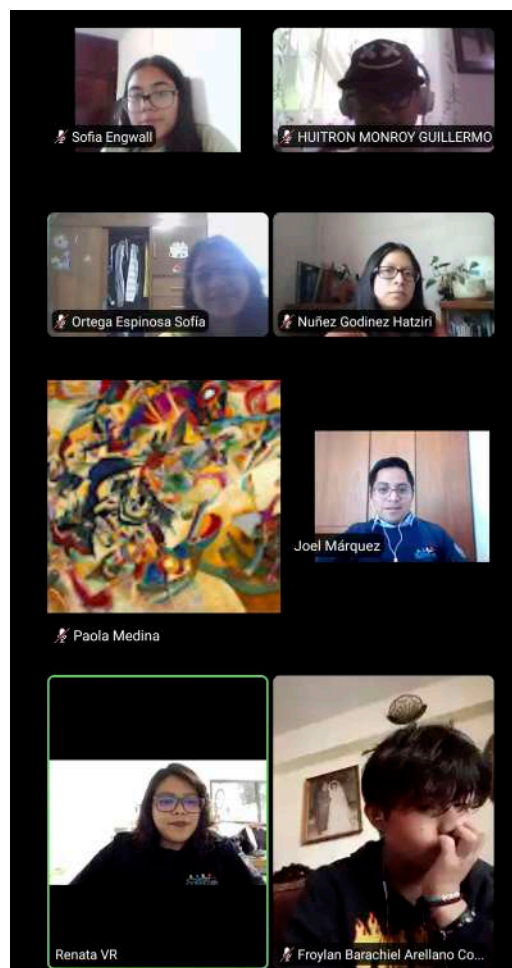 Sofia Engwall
HUITRON MONROY GUILLERMO
Ortega Espinosa Sofía
Nuñez Godinez Hatziri
Joel Márquez
Paola Medina
Renata VR
Froylan Barachiel Arellano Co...